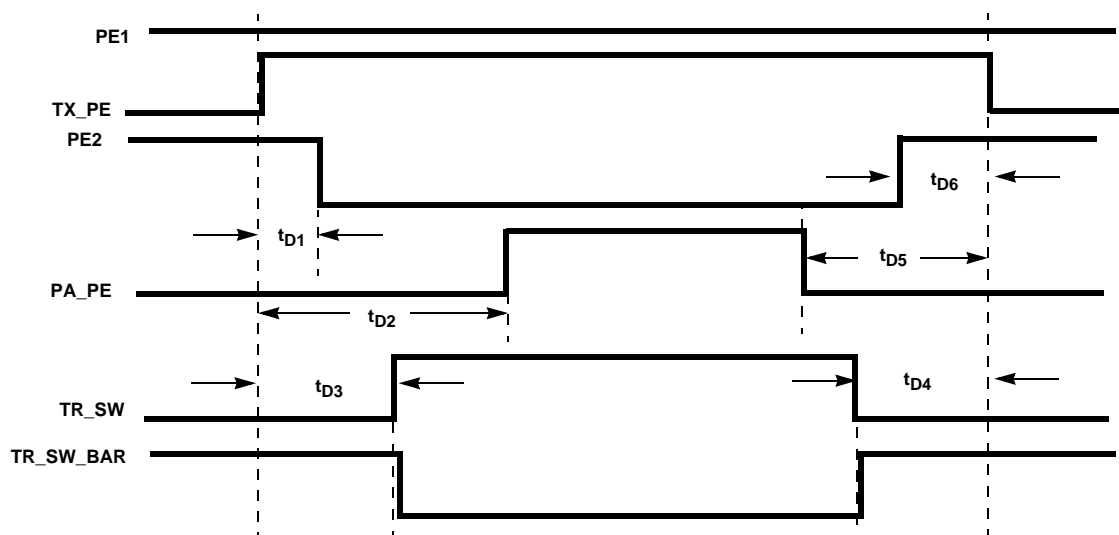 PE1
TX_PE
PE2
tD6
tD1
tD5
PA_PE
tD2
tD3
tD4
TR_SW
TR_SW_BAR